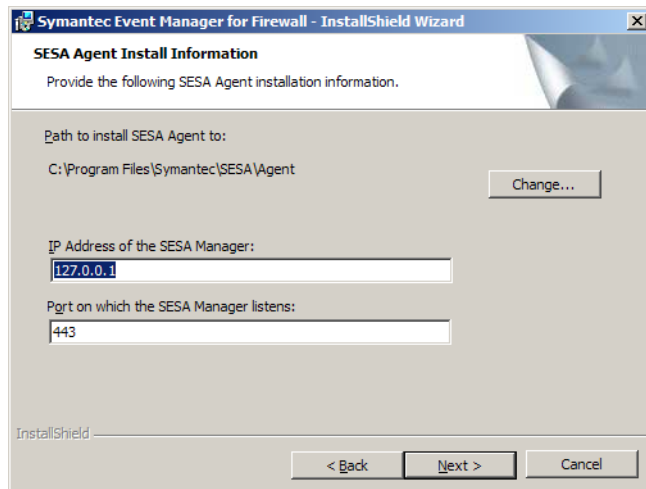 Symantec Event Manager for Firewall - InstallShield Wizard
SESA Agent Install Information
Provide the following SESA Agent installation information.
Path to install SESA Agent to:
C:\Program Files\Symantec\SESA\Agent
Change...
IP Address of the SESA Manager:
127.0.0.1
Port on which the SESA Manager listens:
443
InstallShield
< Back Next > Cancel